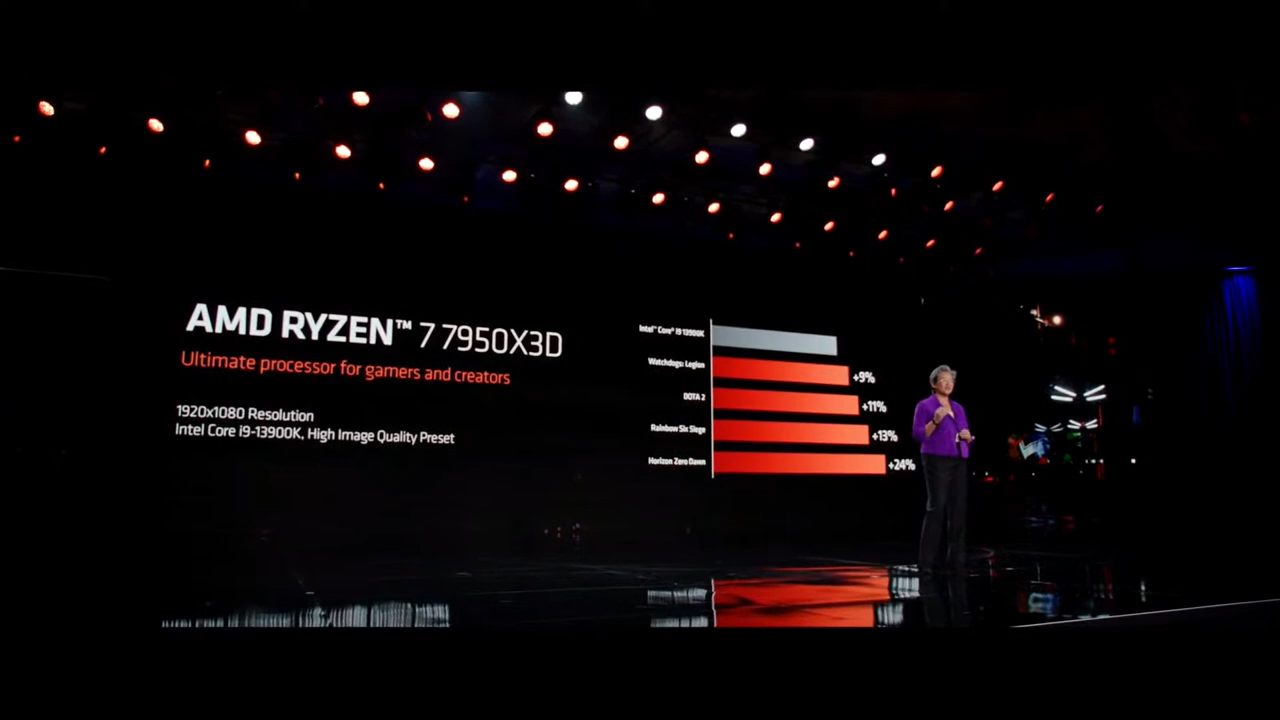 AMD RYZEN™ 7 7950X3D
Ultimate processor for gamers and creators
1920x1080 Resolution
Intel Core i9-13900K, High Image Quality Preset
Intel® Core® i9 13900K
Watchdogs: Legion
+9%
DOTA 2
+11%
Rainbow Six Siege
+13%
Horizon Zero Dawn
+24%